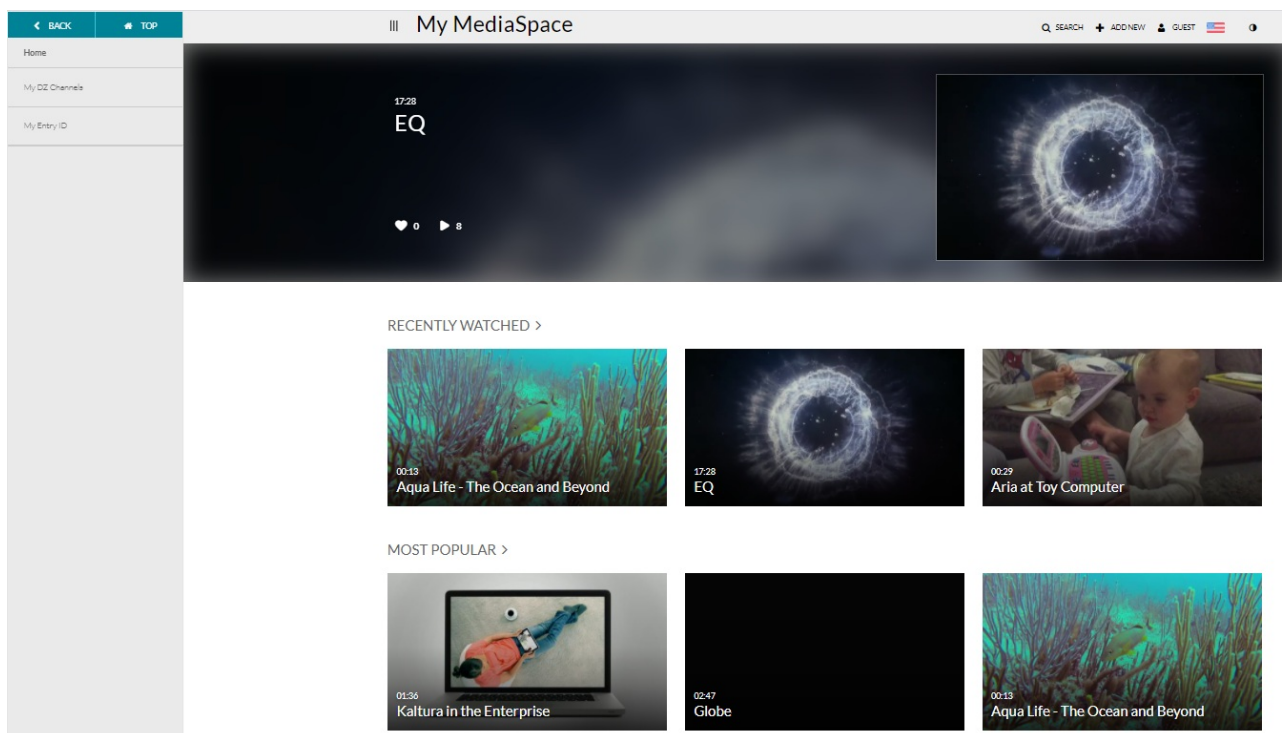 BACK
TOP
My MediaSpace
SEARCH
ADD NEW
GUEST
Home
My DZ Channels
My Entry ID
17:28
EQ
0
8
RECENTLY WATCHED >
00:13
Aqua Life - The Ocean and Beyond
17:28
EQ
00:29
Aria at Toy Computer
MOST POPULAR >
01:36
Kaltura in the Enterprise
02:47
Globe
00:13
Aqua Life - The Ocean and Beyond